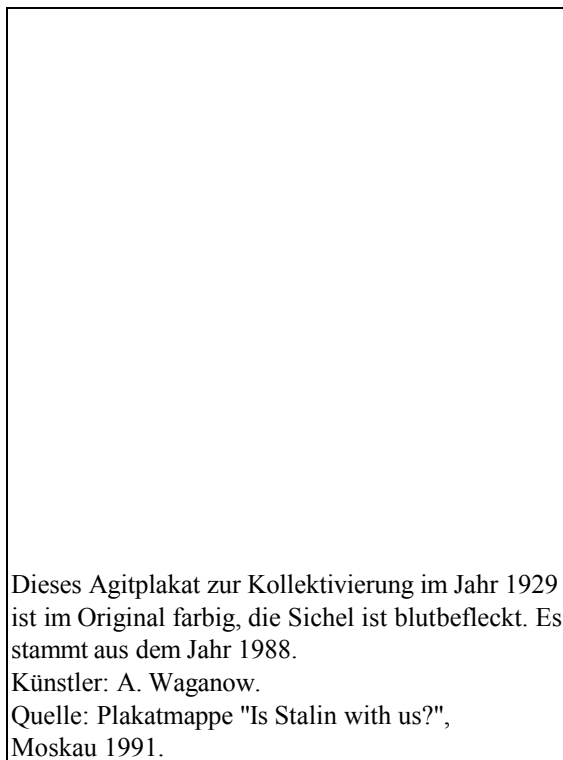 Dieses Agitplakat zur Kollektivierung im Jahr 1929
ist im Original farbig, die Sichel ist blutbefleckt. Es
stammt aus dem Jahr 1988.
Künstler: A. Waganow.
Quelle: Plakatmappe "Is Stalin with us?",
Moskau 1991.